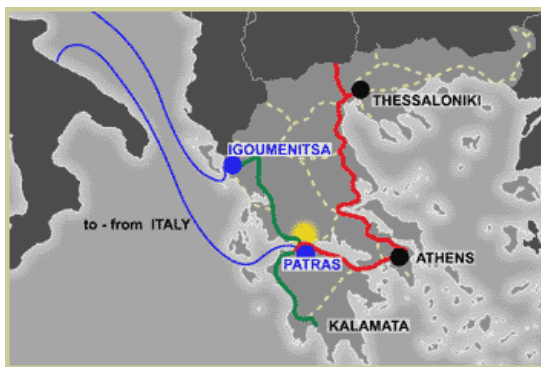 THESSALONIKI
IGOUMENITSA
to - from ITALY
PATRAS
ATHENS
KALAMATA